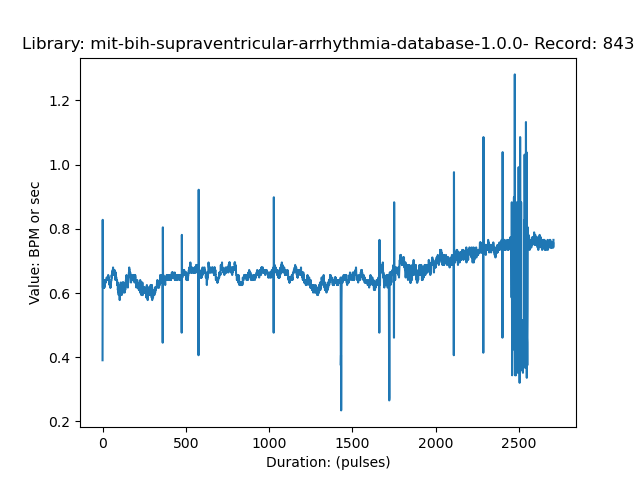 Library: mit-bih-supraventricular-arrhythmia-database-1.0.0- Record: 843
1.2
1.0
0.8
0.6
0.4
0.2
Value: BPM or sec
0 500 1000 1500 2000 2500
Duration: (pulses)